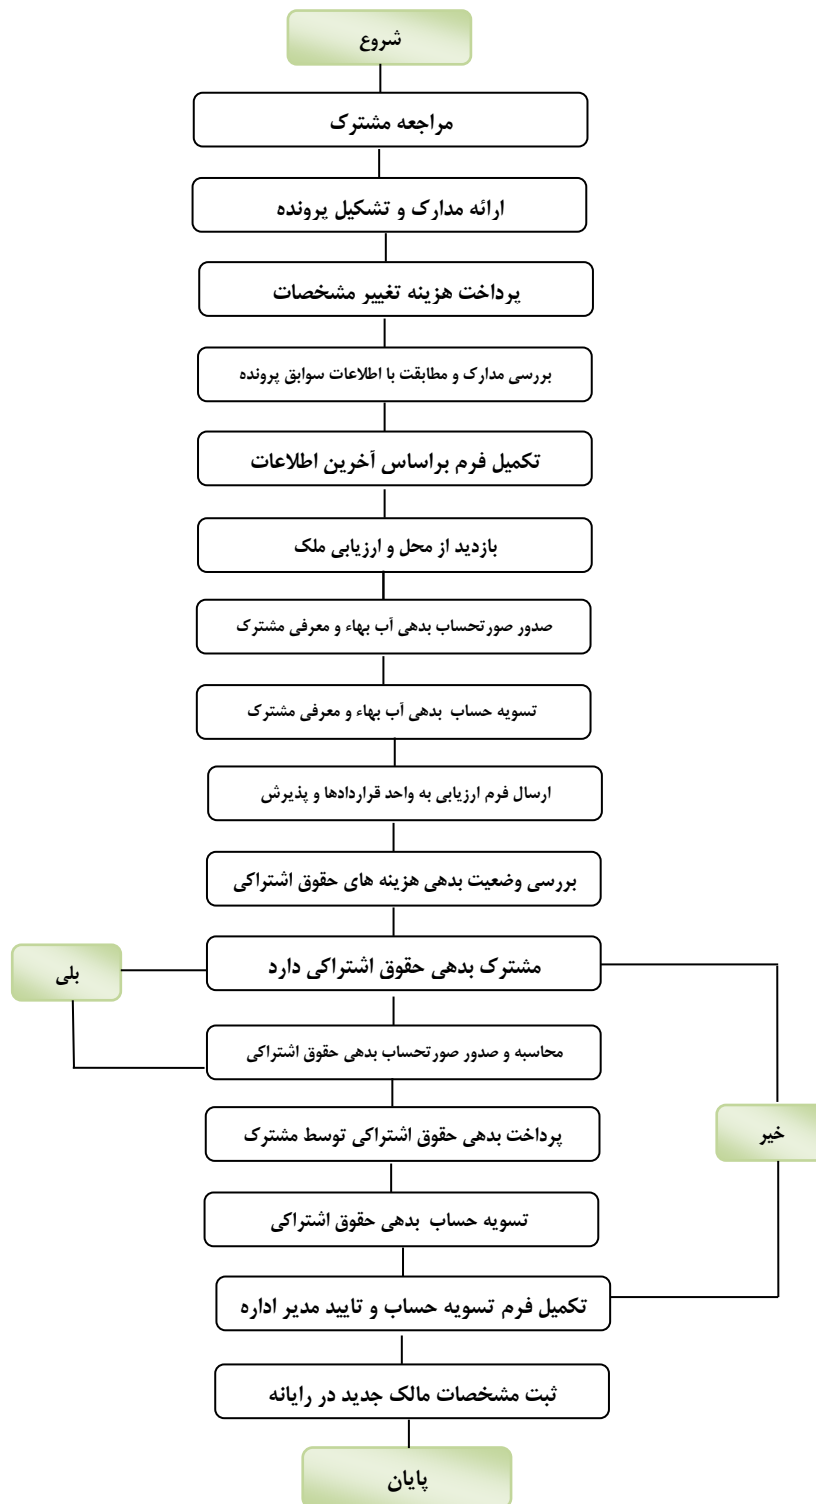 شروع
مراجعه مشترک
ارائه مدارک و تشکیل پرونده
پرداخت هزینه تغییر مشخصات
بررسی مدارک و مطابقت با اطلاعات سوابق پرونده
تکمیل فرم براساس آخرین اطلاعات
بازدید از محل و ارزیابی ملک
صدور صورتحساب بدهی آب بهاء و معرفی مشترک
تسویه حساب بدهی آب بهاء و معرفی مشترک
ارسال فرم ارزیابی به واحد قراردادها و پذیرش
بررسی وضعیت بدهی هزینه های حقوق اشتراکی
مشترک بدهی حقوق اشتراکی دارد
بلی
محاسبه و صدور صورتحساب بدهی حقوق اشتراکی
پرداخت بدهی حقوق اشتراکی توسط مشترک
خیر
تسویه حساب بدهی حقوق اشتراکی
تکمیل فرم تسویه حساب و تایید مدیر اداره
ثبت مشخصات مالک جدید در رایانه
پایان